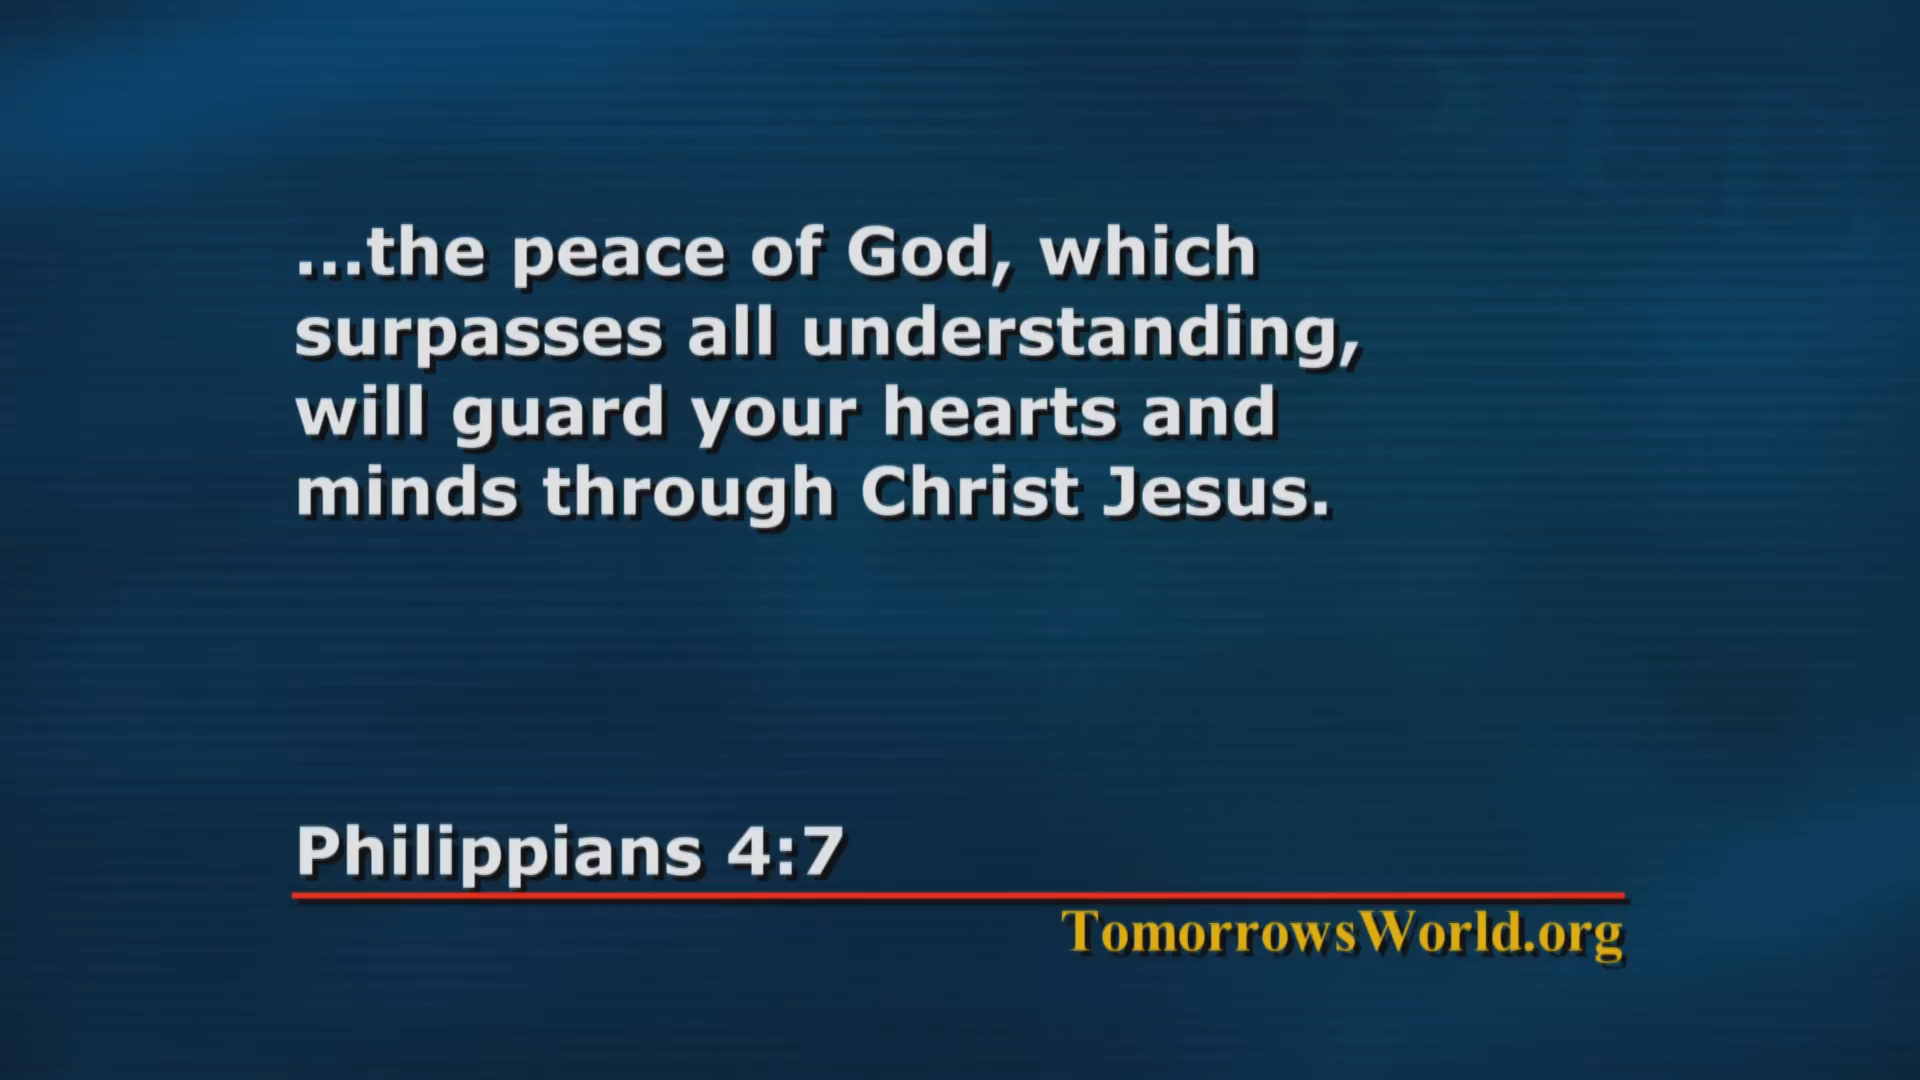 ...the peace of God, which
surpasses all understanding,
will guard your hearts and
minds through Christ Jesus.
Philippians 4:7
TomorrowsWorld.org